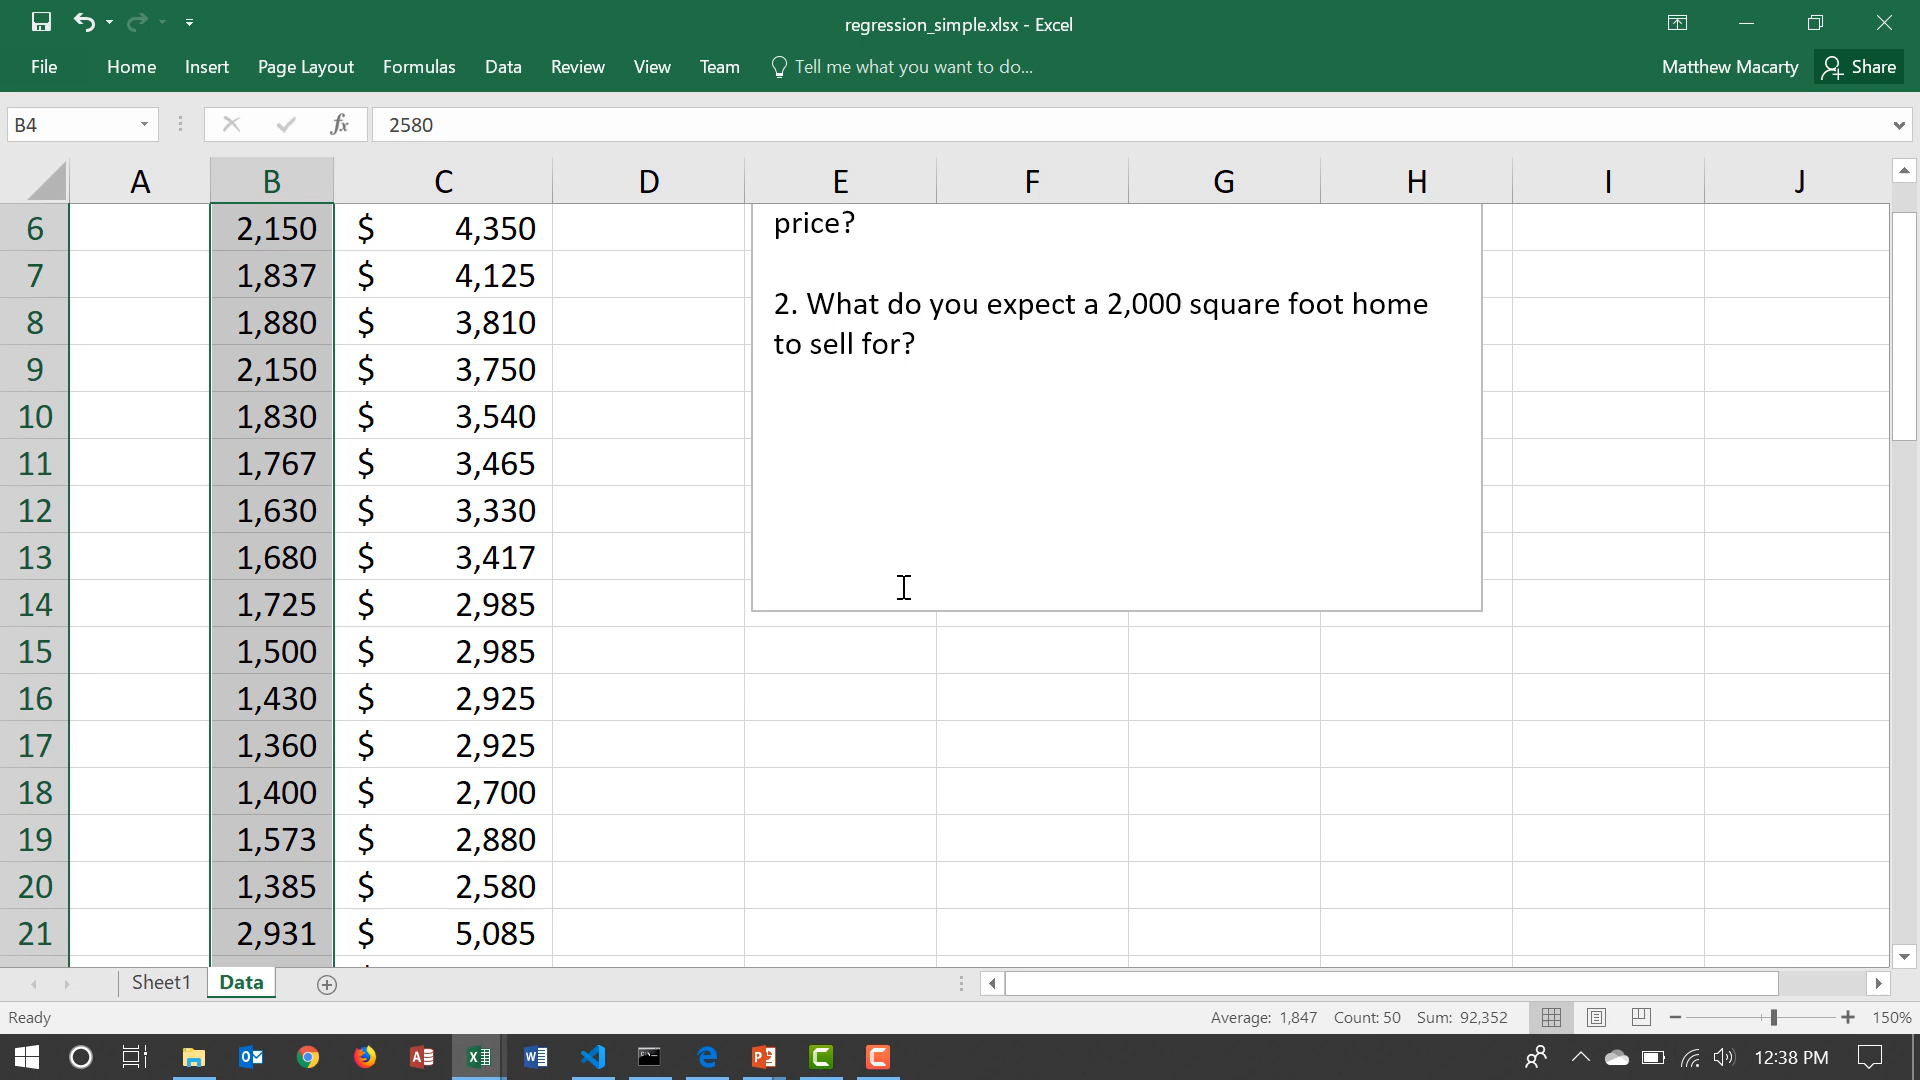 regression_simple.xlsx - Excel
File Home Insert Page Layout Formulas Data Review View Team Tell me what you want to do... Matthew Macarty Share
B4 fx 2580
A B C D E F G H I J
6 2,150 $ 4,350
7 1,837 $ 4,125
8 1,880 $ 3,810
9 2,150 $ 3,750
10 1,830 $ 3,540
11 1,767 $ 3,465
12 1,630 $ 3,330
13 1,680 $ 3,417
14 1,725 $ 2,985
15 1,500 $ 2,985
16 1,430 $ 2,925
17 1,360 $ 2,925
18 1,400 $ 2,700
19 1,573 $ 2,880
20 1,385 $ 2,580
21 2,931 $ 5,085
price?
2. What do you expect a 2,000 square foot home
to sell for?
Sheet1 Data
Ready Average: 1,847 Count: 50 Sum: 92,352 150%
12:38 PM